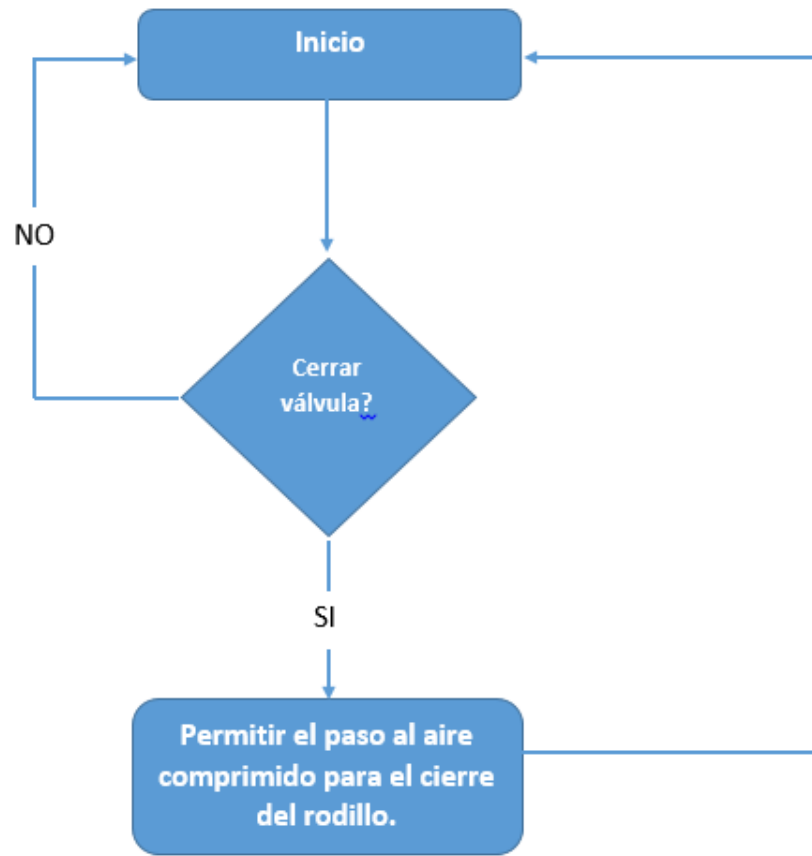 Inicio
NO
Cerrar
válvula?
SI
Permitir el paso al aire
comprimido para el cierre
del rodillo.